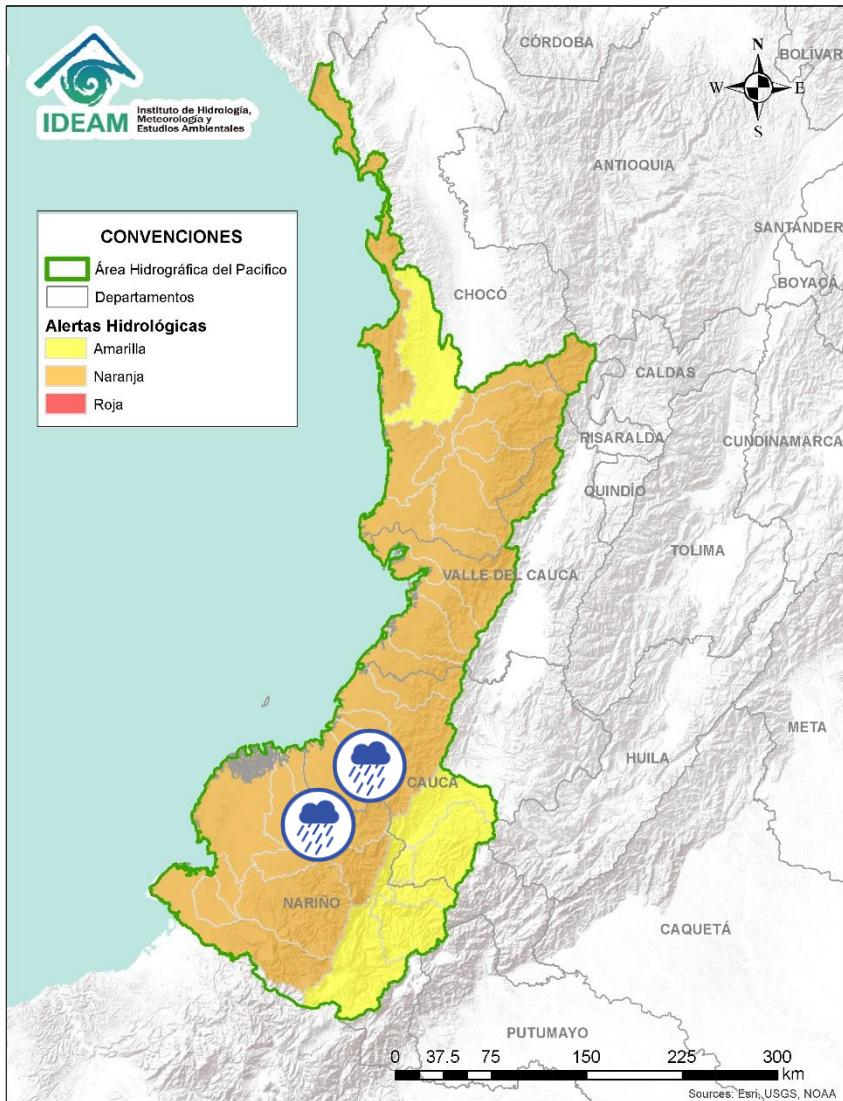 IDEAM
Instituto de Hidrología,
Meteorología y
Estudios Ambientales
CÓRDOBA
BOLÍVAR
N
W
E
S
ANTIOQUIA
SANTANDER
BOYACÁ
CONVENCIONES
Área Hidrográfica del Pacifico
Departamentos
Alertas Hidrológicas
Amarilla
Naranja
Roja
CHOCÓ
CALDAS
RISARALDA
CUNDINAMARCA
QUINDÍO
TOLIMA
VALLE DEL CAUCA
META
HUILA
CAUCA
NARIÑO
CAQUETÁ
PUTUMAYO
0 37.5 75 150 225 300
km
Sources: Esri, USGS, NOAA